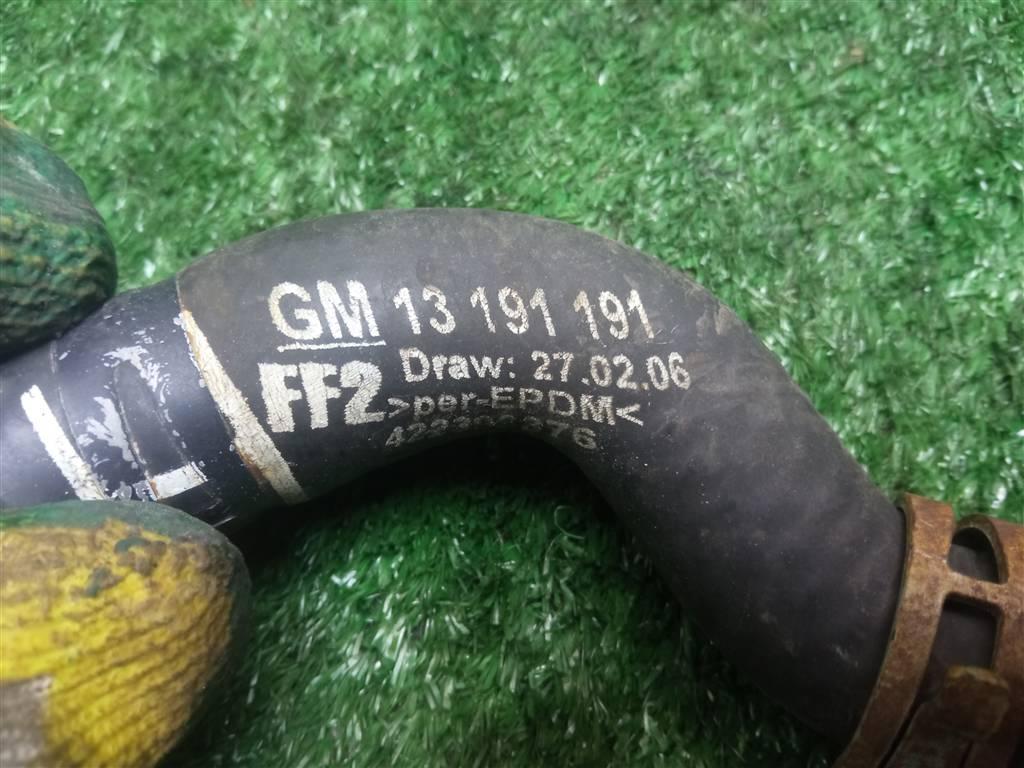 GM 13 191 191
FF2 Draw: 27.02.06
>per-EPDM<